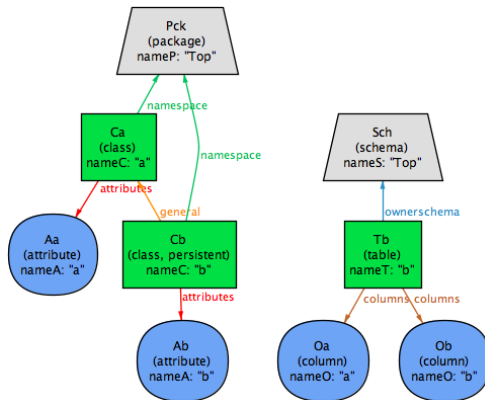 Pck
(package)
nameP: "Top"
namespace
Ca
(class)
nameC: "a"
namespace
attributes
general
Aa
(attribute)
nameA: "a"
Cb
(class, persistent)
nameC: "b"
attributes
Ab
(attribute)
nameA: "b"
Sch
(schema)
nameS: "Top"
ownerschema
Tb
(table)
nameT: "b"
columns
columns
Oa
(column)
nameO: "a"
Ob
(column)
nameO: "b"